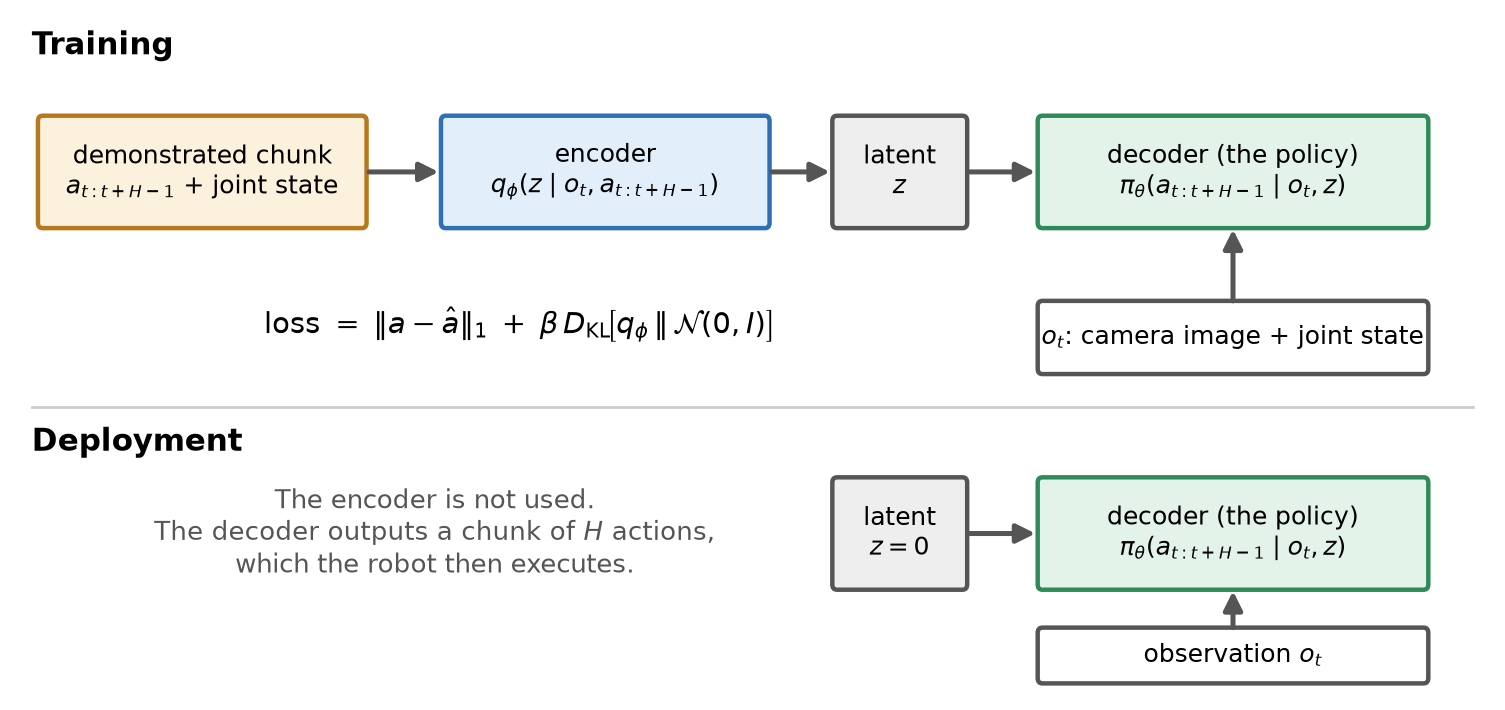 Training
demonstrated chunk
a_{t:t+H−1} + joint state
encoder
q_ϕ(z | o_t, a_{t:t+H−1})
latent
z
decoder (the policy)
π_θ(a_{t:t+H−1} | o_t, z)
loss = ‖a − â‖₁ + β D_KL[q_ϕ ‖ 𝒩(0, I)]
o_t: camera image + joint state
Deployment
The encoder is not used.
The decoder outputs a chunk of H actions,
which the robot then executes.
latent
z = 0
decoder (the policy)
π_θ(a_{t:t+H−1} | o_t, z)
observation o_t